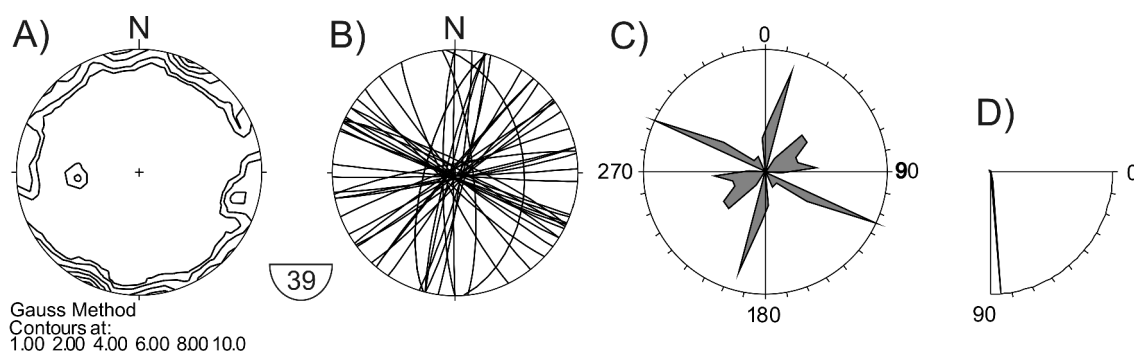 A)
N
B)
N
C)
0
270
90
180
D)
0
90
39
Gauss Method
Contours at:
1.00 2.00 4.00 6.00 8.00 10.0